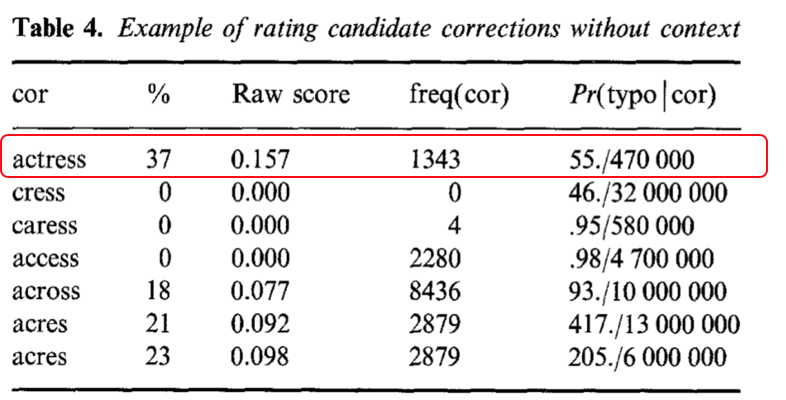 Table 4. Example of rating candidate corrections without context
cor % Raw score freq(cor) Pr(typo|cor)
actress 37 0.157 1343 55./470 000
cress 0 0.000 0 46./32 000 000
caress 0 0.000 4 .95/580 000
access 0 0.000 2280 .98/4 700 000
across 18 0.077 8436 93./10 000 000
acres 21 0.092 2879 417./13 000 000
acres 23 0.098 2879 205./6 000 000